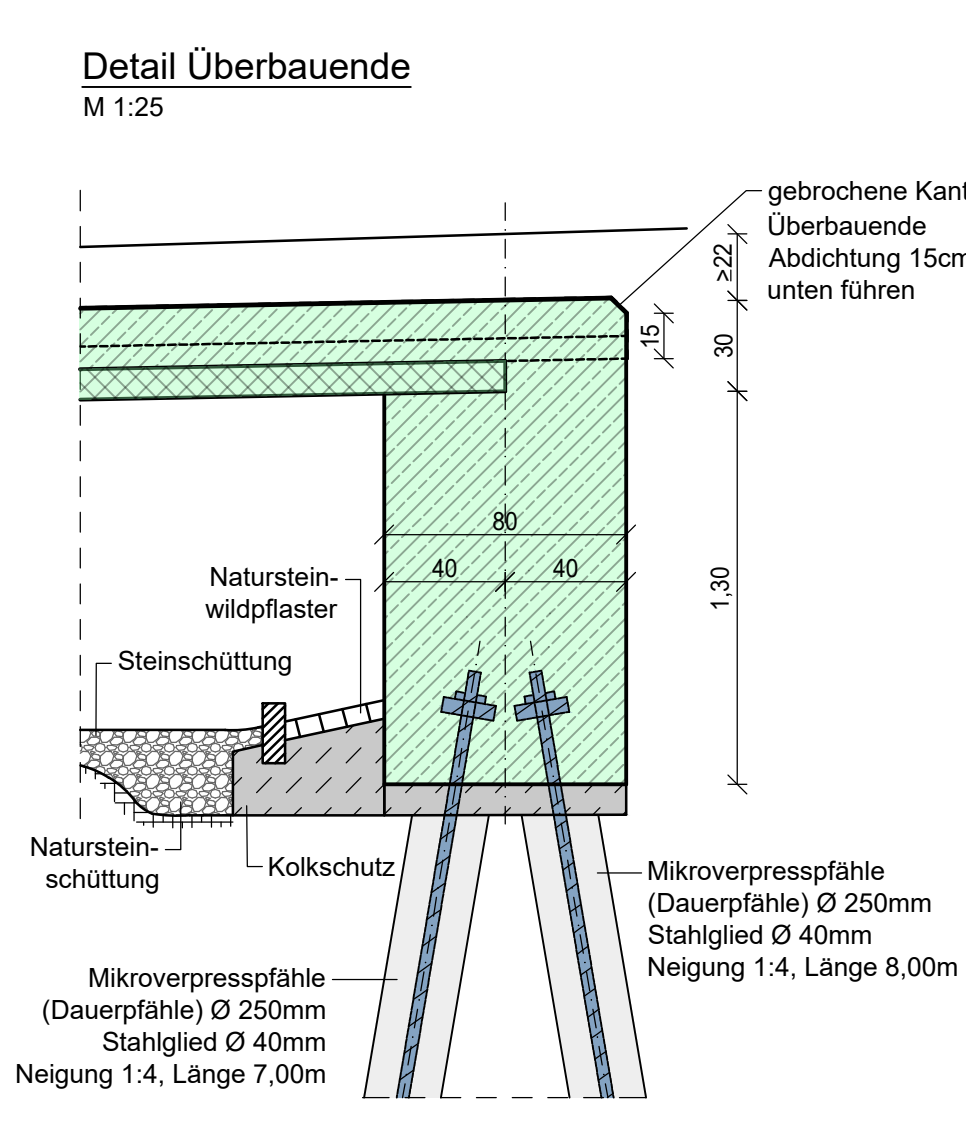 Detail Überbauende
M 1:25
gebrochene Kant
Überbauende
Abdichtung 15cm
unten führen
≥22
15
30
80
40
40
1,30
Naturstein-
wildpflaster
Steinschüttung
Naturstein-
schüttung
Kolkschutz
Mikroverpresspfähle
(Dauerpfähle) Ø 250mm
Stahlglied Ø 40mm
Neigung 1:4, Länge 8,00m
Mikroverpresspfähle
(Dauerpfähle) Ø 250mm
Stahlglied Ø 40mm
Neigung 1:4, Länge 7,00m